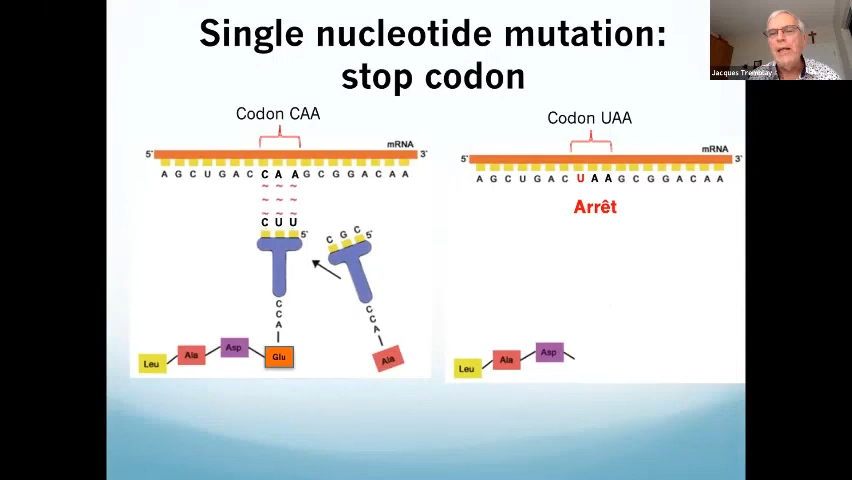 Single nucleotide mutation:
stop codon
Jacques Tremblay
Codon CAA
5' mRNA 3'
A G C U G A C C A A G C G G A C A A
~ ~ ~
~ ~ ~
~ ~ ~
C U U
5'
C G C
5'
C
C
A
C
C
A
Leu
Ala
Asp
Glu
Ala
Codon UAA
5' mRNA 3'
A G C U G A C U A A G C G G A C A A
Arrêt
Leu
Ala
Asp